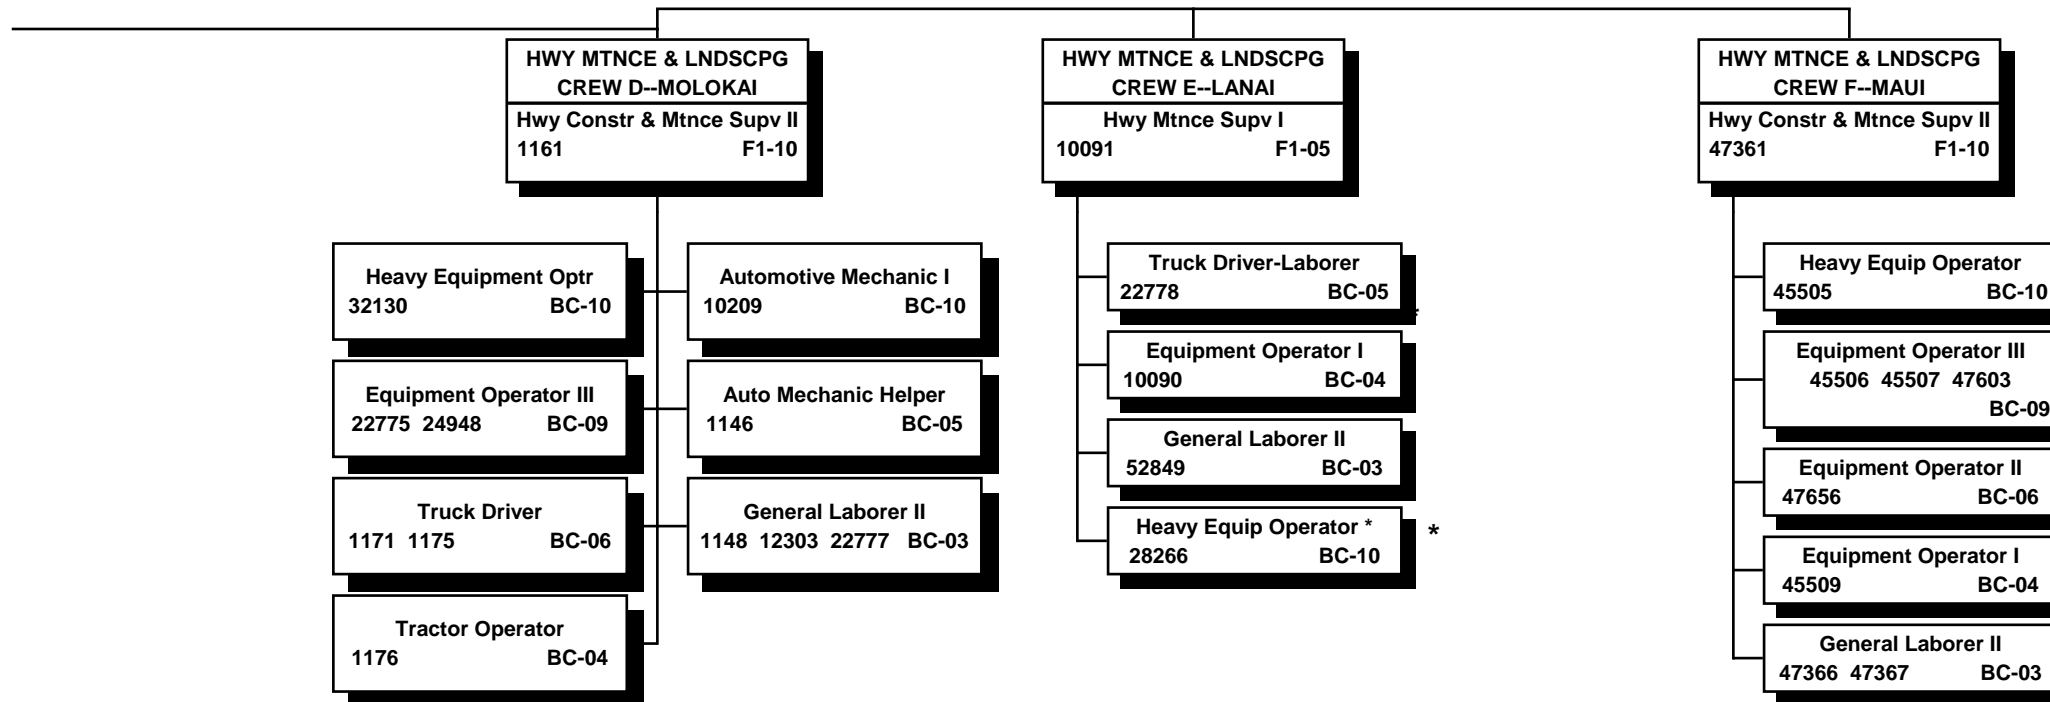 HWY MTNCE & LNDSCPG
CREW D--MOLOKAI
Hwy Constr & Mtnce Supv II
1161 F1-10
Heavy Equipment Optr
32130 BC-10
Equipment Operator III
22775 24948 BC-09
Truck Driver
1171 1175 BC-06
Tractor Operator
1176 BC-04
Automotive Mechanic I
10209 BC-10
Auto Mechanic Helper
1146 BC-05
General Laborer II
1148 12303 22777 BC-03
HWY MTNCE & LNDSCPG
CREW E--LANAI
Hwy Mtnce Supv I
10091 F1-05
Truck Driver-Laborer
22778 BC-05
*
Equipment Operator I
10090 BC-04
General Laborer II
52849 BC-03
Heavy Equip Operator *
28266 BC-10
*
HWY MTNCE & LNDSCPG
CREW F--MAUI
Hwy Constr & Mtnce Supv II
47361 F1-10
Heavy Equip Operator
45505 BC-10
Equipment Operator III
45506 45507 47603
BC-09
Equipment Operator II
47656 BC-06
Equipment Operator I
45509 BC-04
General Laborer II
47366 47367 BC-03